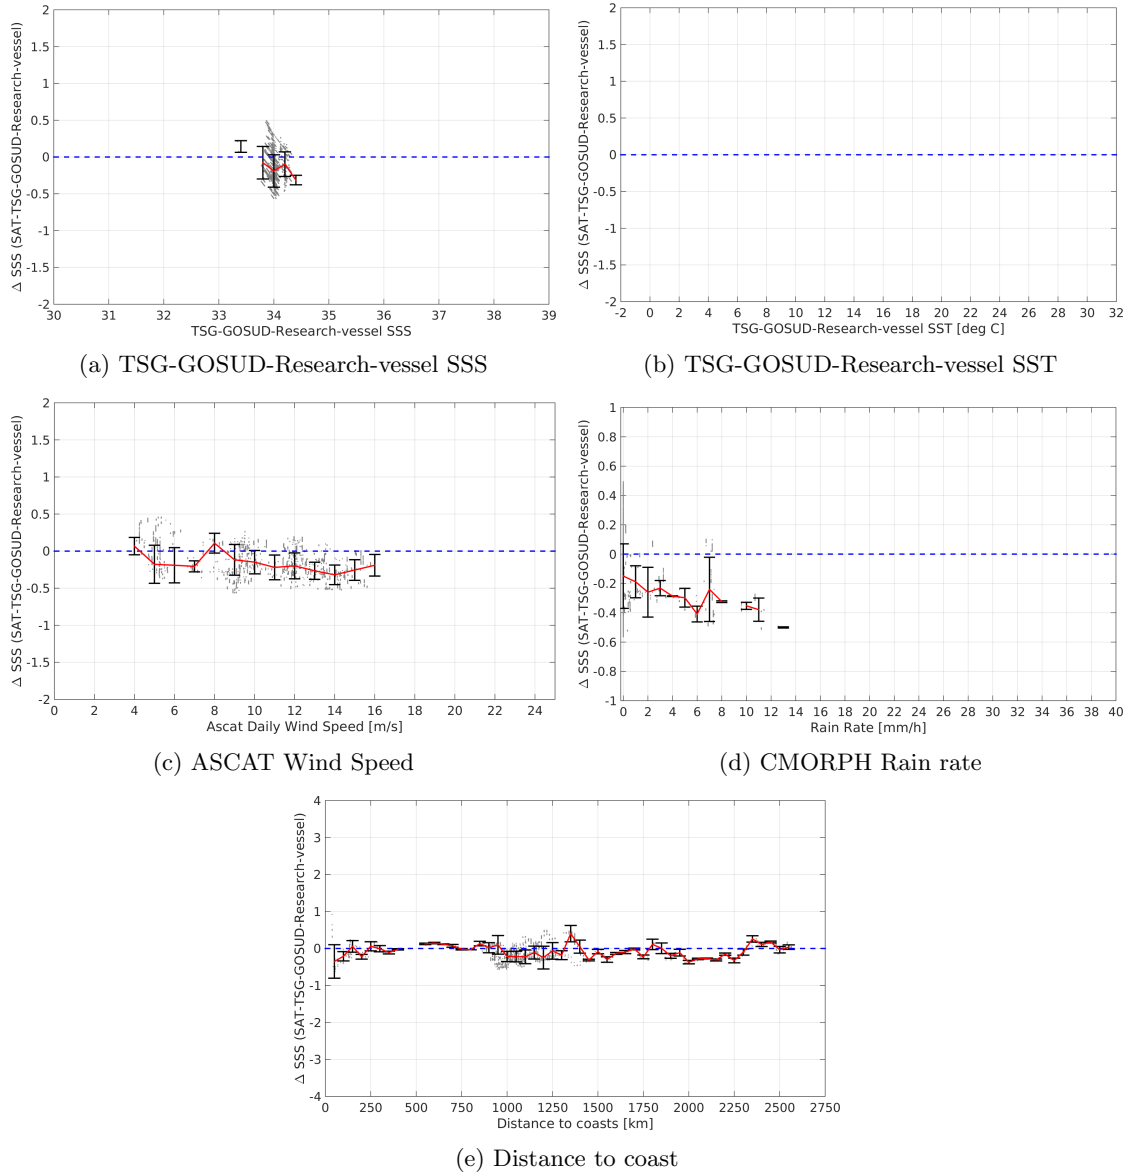 2
1.5
1
0.5
0
-0.5
-1
-1.5
-2
Δ SSS (SAT-TSG-GOSUD-Research-vessel)
30 31 32 33 34 35 36 37 38 39
TSG-GOSUD-Research-vessel SSS
(a) TSG-GOSUD-Research-vessel SSS
2
1.5
1
0.5
0
-0.5
-1
-1.5
-2
Δ SSS (SAT-TSG-GOSUD-Research-vessel)
-2 0 2 4 6 8 10 12 14 16 18 20 22 24 26 28 30 32
TSG-GOSUD-Research-vessel SST [deg C]
(b) TSG-GOSUD-Research-vessel SST
2
1.5
1
0.5
0
-0.5
-1
-1.5
-2
Δ SSS (SAT-TSG-GOSUD-Research-vessel)
0 2 4 6 8 10 12 14 16 18 20 22 24
Ascat Daily Wind Speed [m/s]
(c) ASCAT Wind Speed
1
0.8
0.6
0.4
0.2
0
-0.2
-0.4
-0.6
-0.8
-1
Δ SSS (SAT-TSG-GOSUD-Research-vessel)
0 2 4 6 8 10 12 14 16 18 20 22 24 26 28 30 32 34 36 38 40
Rain Rate [mm/h]
(d) CMORPH Rain rate
4
3
2
1
0
-1
-2
-3
-4
Δ SSS (SAT-TSG-GOSUD-Research-vessel)
0 250 500 750 1000 1250 1500 1750 2000 2250 2500 2750
Distance to coasts [km]
(e) Distance to coast